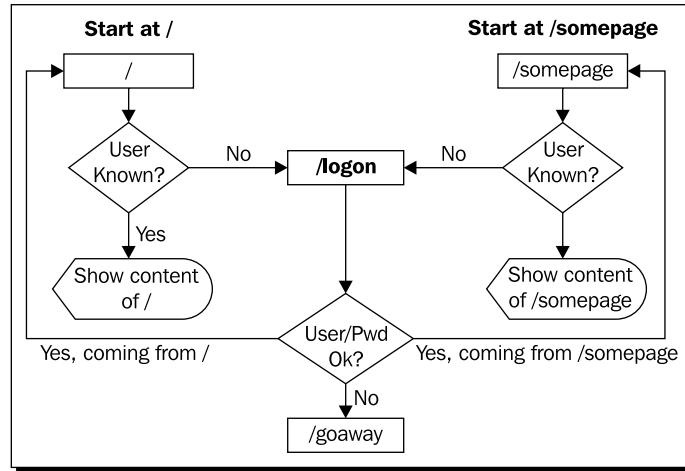 Start at /
Start at /somepage
/
/somepage
User
Known?
No
/logon
No
User
Known?
Yes
Show content
of /
Show content
of /somepage
User/Pwd
Ok?
Yes, coming from /
Yes, coming from /somepage
No
/goaway